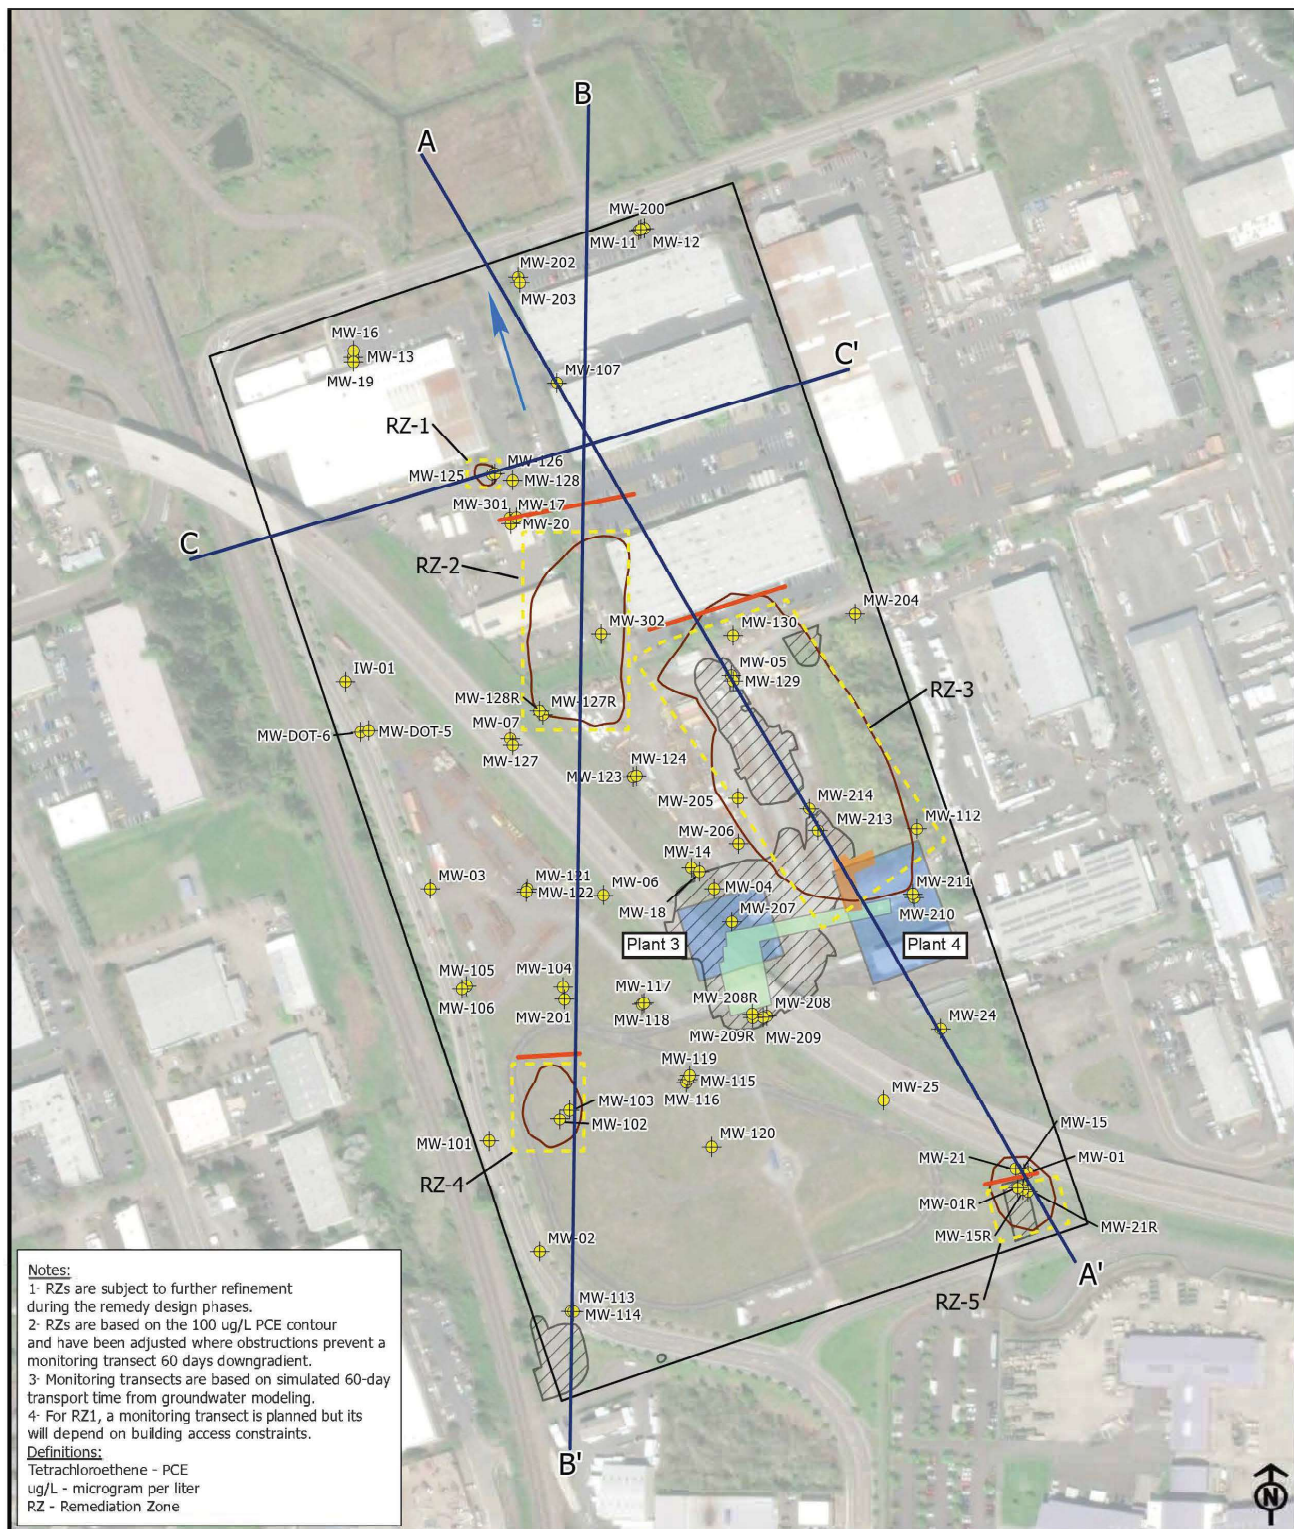 B
A
MW-200
MW-11
MW-12
MW-202
MW-203
MW-16
MW-13
MW-19
MW-107
C'
RZ-1
MW-126
MW-125
MW-128
MW-301
MW-17
MW-20
C
RZ-2
MW-204
MW-302
MW-130
IW-01
MW-05
MW-129
RZ-3
MW-128R
MW-127R
MW-DOT-6
MW-DOT-5
MW-07
MW-127
MW-124
MW-123
MW-205
MW-214
MW-213
MW-112
MW-206
MW-14
MW-03
MW-121
MW-122
MW-06
MW-04
MW-211
MW-18
MW-207
MW-210
Plant 3
Plant 4
MW-105
MW-104
MW-106
MW-201
MW-117
MW-118
MW-208R
MW-208
MW-209R
MW-209
MW-24
MW-119
MW-115
MW-116
MW-25
MW-103
MW-102
MW-101
MW-120
MW-15
MW-21
MW-01
RZ-4
MW-01R
MW-21R
MW-15R
MW-02
A'
RZ-5
MW-113
MW-114
B'
Notes:
1- RZs are subject to further refinement
during the remedy design phases.
2- RZs are based on the 100 ug/L PCE contour
and have been adjusted where obstructions prevent a
monitoring transect 60 days downgradient.
3- Monitoring transects are based on simulated 60-day
transport time from groundwater modeling.
4- For RZ1, a monitoring transect is planned but its
will depend on building access constraints.
Definitions:
Tetrachloroethene - PCE
ug/L - microgram per liter
RZ - Remediation Zone
N